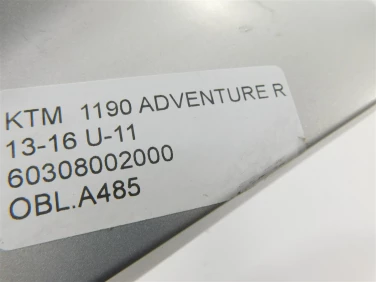 KTM 1190 ADVENTURE R
13-16 U-11
60308002000
OBL.A485